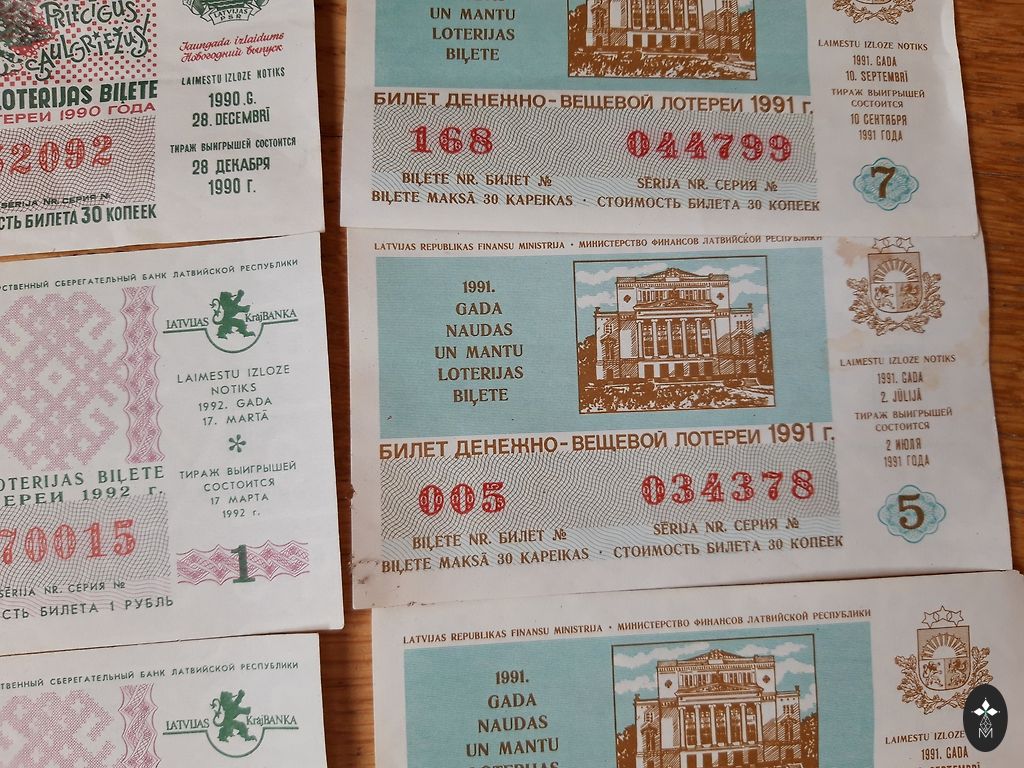 PRIECĪGUS
SAULGRIEŽUS!
LATVIJAS
PSR
Jaungada izlaidums
Новогодний выпуск
LAIMESTU IZLOZE NOTIKS
1990.G.
28. DECEMBRĪ
ТИРАЖ ВЫИГРЫШЕЙ СОСТОИТСЯ
28 ДЕКАБРЯ
1990 Г.
LOTERIJAS BIĻETE
1990 ГОДА
2092
SĒRIJA NR. СЕРИЯ №
БИЛЕТА 30 КОПЕЕК
UN MANTU
LOTERIJAS
BIĻETE
БИЛЕТ ДЕНЕЖНО-ВЕЩЕВОЙ ЛОТЕРЕИ 1991 г.
168 044799
BIĻETE NR. БИЛЕТ № SĒRIJA NR. СЕРИЯ №
BIĻETE MAKSĀ 30 KAPEIKAS · СТОИМОСТЬ БИЛЕТА 30 КОПЕЕК
LAIMESTU IZLOZE NOTIKS
1991. GADA
10. SEPTEMBRĪ
ТИРАЖ ВЫИГРЫШЕЙ
СОСТОИТСЯ
10 СЕНТЯБРЯ
1991 ГОДА
7
СБЕРЕГАТЕЛЬНЫЙ БАНК ЛАТВИЙСКОЙ РЕСПУБЛИКИ
LATVIJAS KrājBANKA
LAIMESTU IZLOZE
NOTIKS
1992. GADA
17. MARTĀ
*
ТИРАЖ ВЫИГРЫШЕЙ
СОСТОИТСЯ
17 МАРТА
1992 г.
1
LOTERIJAS BIĻETE
1992 г.
70015
SĒRIJA NR. СЕРИЯ №
БИЛЕТА 1 РУБЛЬ
LATVIJAS REPUBLIKAS FINANSU MINISTRIJA · МИНИСТЕРСТВО ФИНАНСОВ ЛАТВИЙСКОЙ РЕСПУБЛИКИ
1991.
GADA
NAUDAS
UN MANTU
LOTERIJAS
BIĻETE
БИЛЕТ ДЕНЕЖНО-ВЕЩЕВОЙ ЛОТЕРЕИ 1991 г.
005 034378
BIĻETE NR. БИЛЕТ № SĒRIJA NR. СЕРИЯ №
BIĻETE MAKSĀ 30 KAPEIKAS · СТОИМОСТЬ БИЛЕТА 30 КОПЕЕК
LAIMESTU IZLOZE NOTIKS
1991. GADA
2. JŪLIJĀ
ТИРАЖ ВЫИГРЫШЕЙ
СОСТОИТСЯ
2 ИЮЛЯ
1991 ГОДА
5
СБЕРЕГАТЕЛЬНЫЙ БАНК ЛАТВИЙСКОЙ РЕСПУБЛИКИ
LATVIJAS KrājBANKA
LATVIJAS REPUBLIKAS FINANSU MINISTRIJA · МИНИСТЕРСТВО ФИНАНСОВ ЛАТВИЙСКОЙ РЕСПУБЛИКИ
1991.
GADA
NAUDAS
UN MANTU
LOTERIJAS
LAIMESTU IZLOZE
1991. GADA